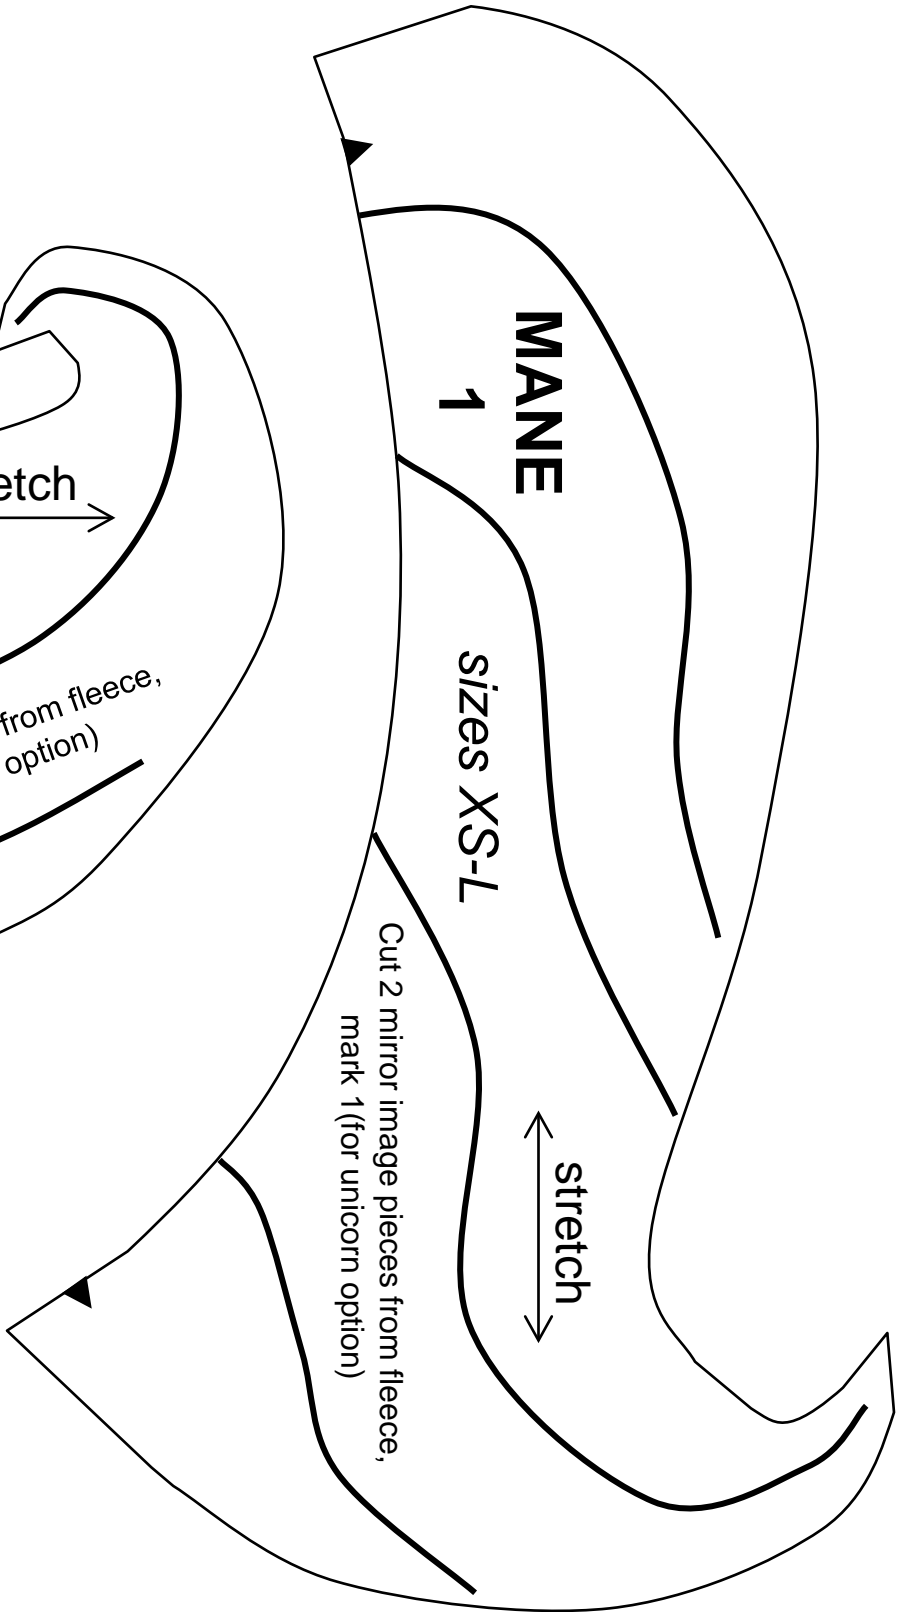 MANE
1
sizes XS-L
Cut 2 mirror image pieces from fleece,
mark 1(for unicorn option)
stretch
etch
from fleece,
option)